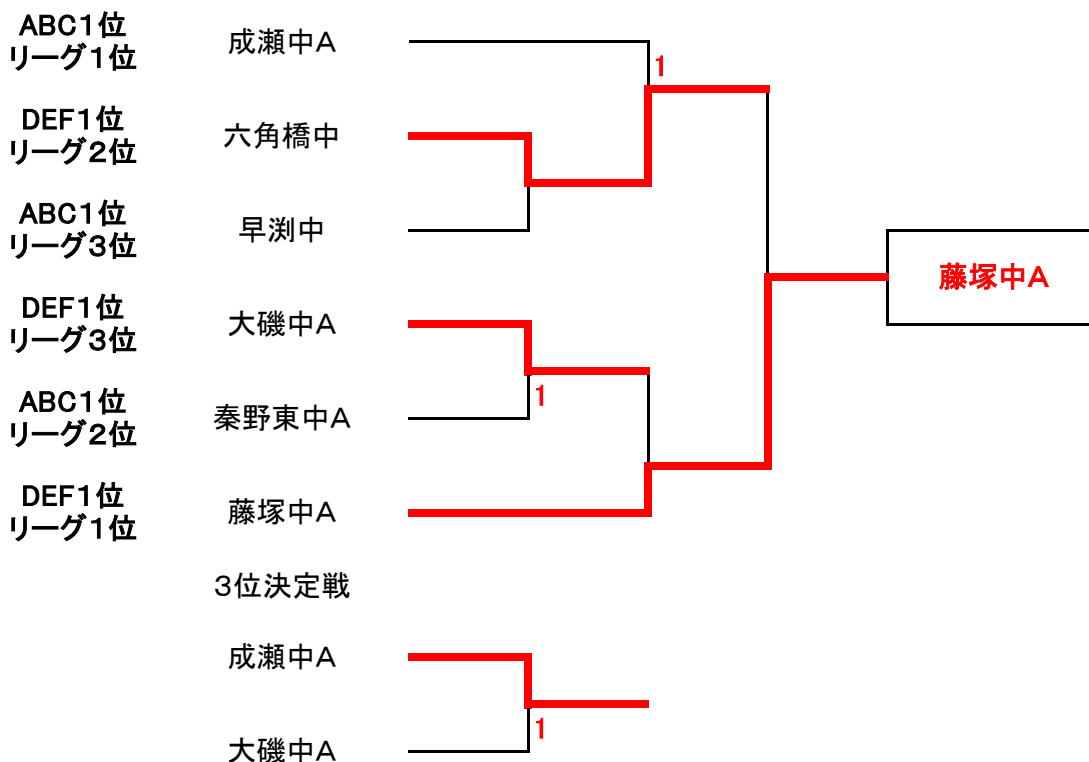 ABC1位
リーグ1位
成瀬中A
1
DEF1位
リーグ2位
六角橋中
ABC1位
リーグ3位
早渕中
藤塚中A
DEF1位
リーグ3位
大磯中A
1
ABC1位
リーグ2位
秦野東中A
DEF1位
リーグ1位
藤塚中A
3位決定戦
成瀬中A
1
大磯中A